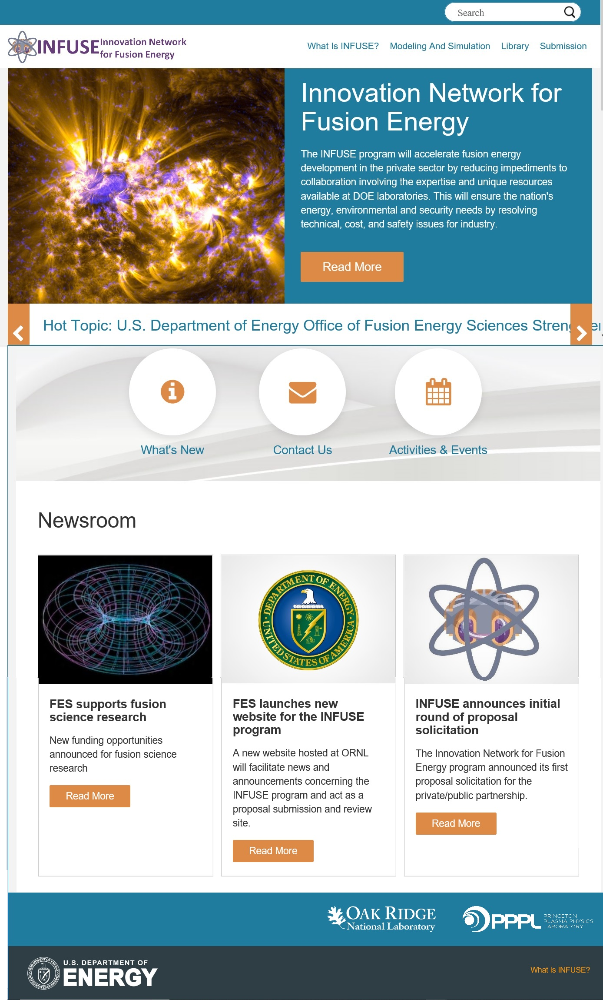 Search
INFUSE
Innovation Network
for Fusion Energy
What Is INFUSE? Modeling And Simulation Library Submission
Innovation Network for
Fusion Energy
The INFUSE program will accelerate fusion energy
development in the private sector by reducing impediments to
collaboration involving the expertise and unique resources
available at DOE laboratories. This will ensure the nation's
energy, environmental and security needs by resolving
technical, cost, and safety issues for industry.
Read More
Hot Topic: U.S. Department of Energy Office of Fusion Energy Sciences
What's New
Contact Us
Activities & Events
Newsroom
DEPARTMENT OF ENERGY
UNITED STATES OF AMERICA
FES supports fusion
science research
New funding opportunities
announced for fusion science
research
Read More
FES launches new
website for the INFUSE
program
A new website hosted at ORNL
will facilitate news and
announcements concerning the
INFUSE program and act as a
proposal submission and review
site.
Read More
INFUSE announces initial
round of proposal
solicitation
The Innovation Network for Fusion
Energy program announced its first
proposal solicitation for the
private/public partnership.
Read More
OAK RIDGE
National Laboratory
PPPL
PRINCETON
PLASMA PHYSICS
LABORATORY
DEPARTMENT OF ENERGY
UNITED STATES OF AMERICA
U.S. DEPARTMENT OF
ENERGY
What is INFUSE?